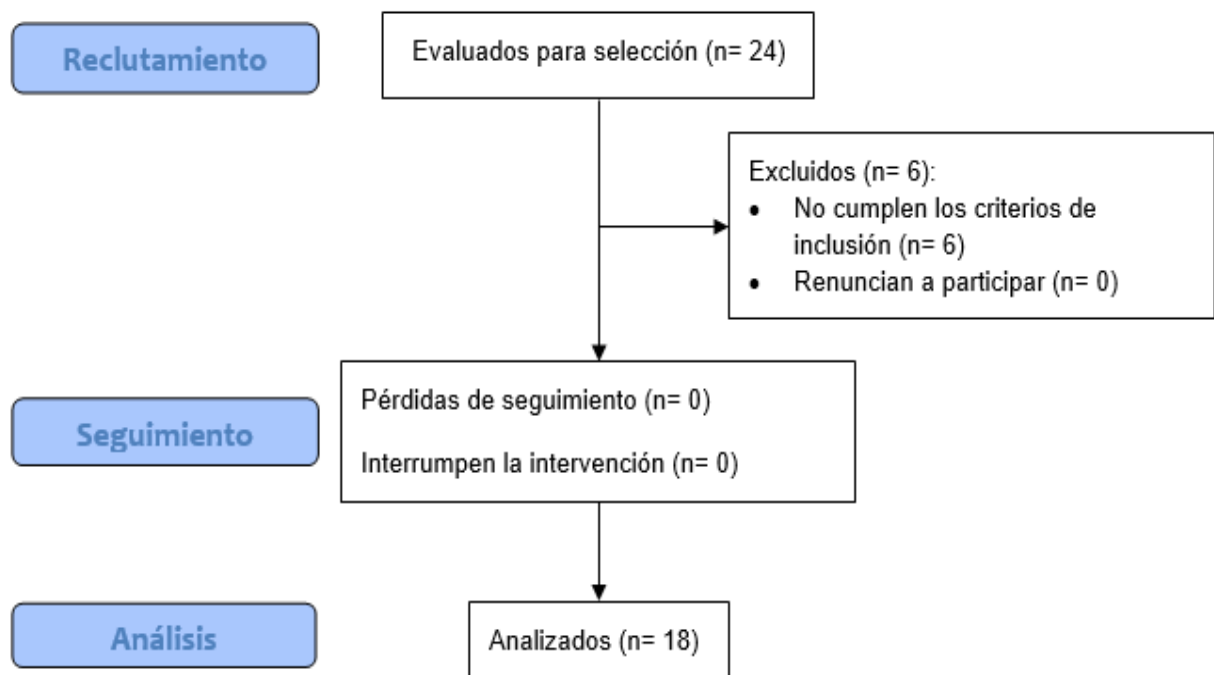 Reclutamiento
Evaluados para selección (n= 24)
Excluidos (n= 6):
• No cumplen los criterios de
inclusión (n= 6)
• Renuncian a participar (n= 0)
Seguimiento
Pérdidas de seguimiento (n= 0)
Interrumpen la intervención (n= 0)
Análisis
Analizados (n= 18)